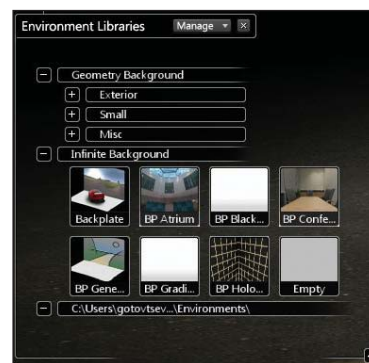 Environment Libraries Manage
Geometry Background
Exterior
Small
Misc
Infinite Background
Backplate BP Atrium BP Black... BP Confe...
BP Gene... BP Gradi... BP Holo... Empty
C:\Users\gotovtsev...\Environments\